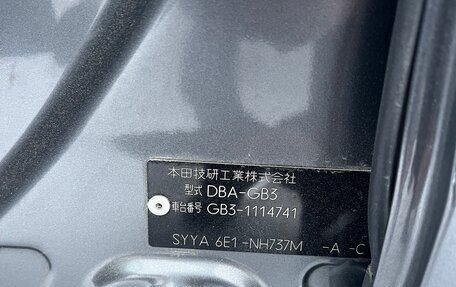 本田技研工業株式会社
型式 DBA-GB3
車台番号 GB3-1114741
SYYA 6E1-NH737M -A -C